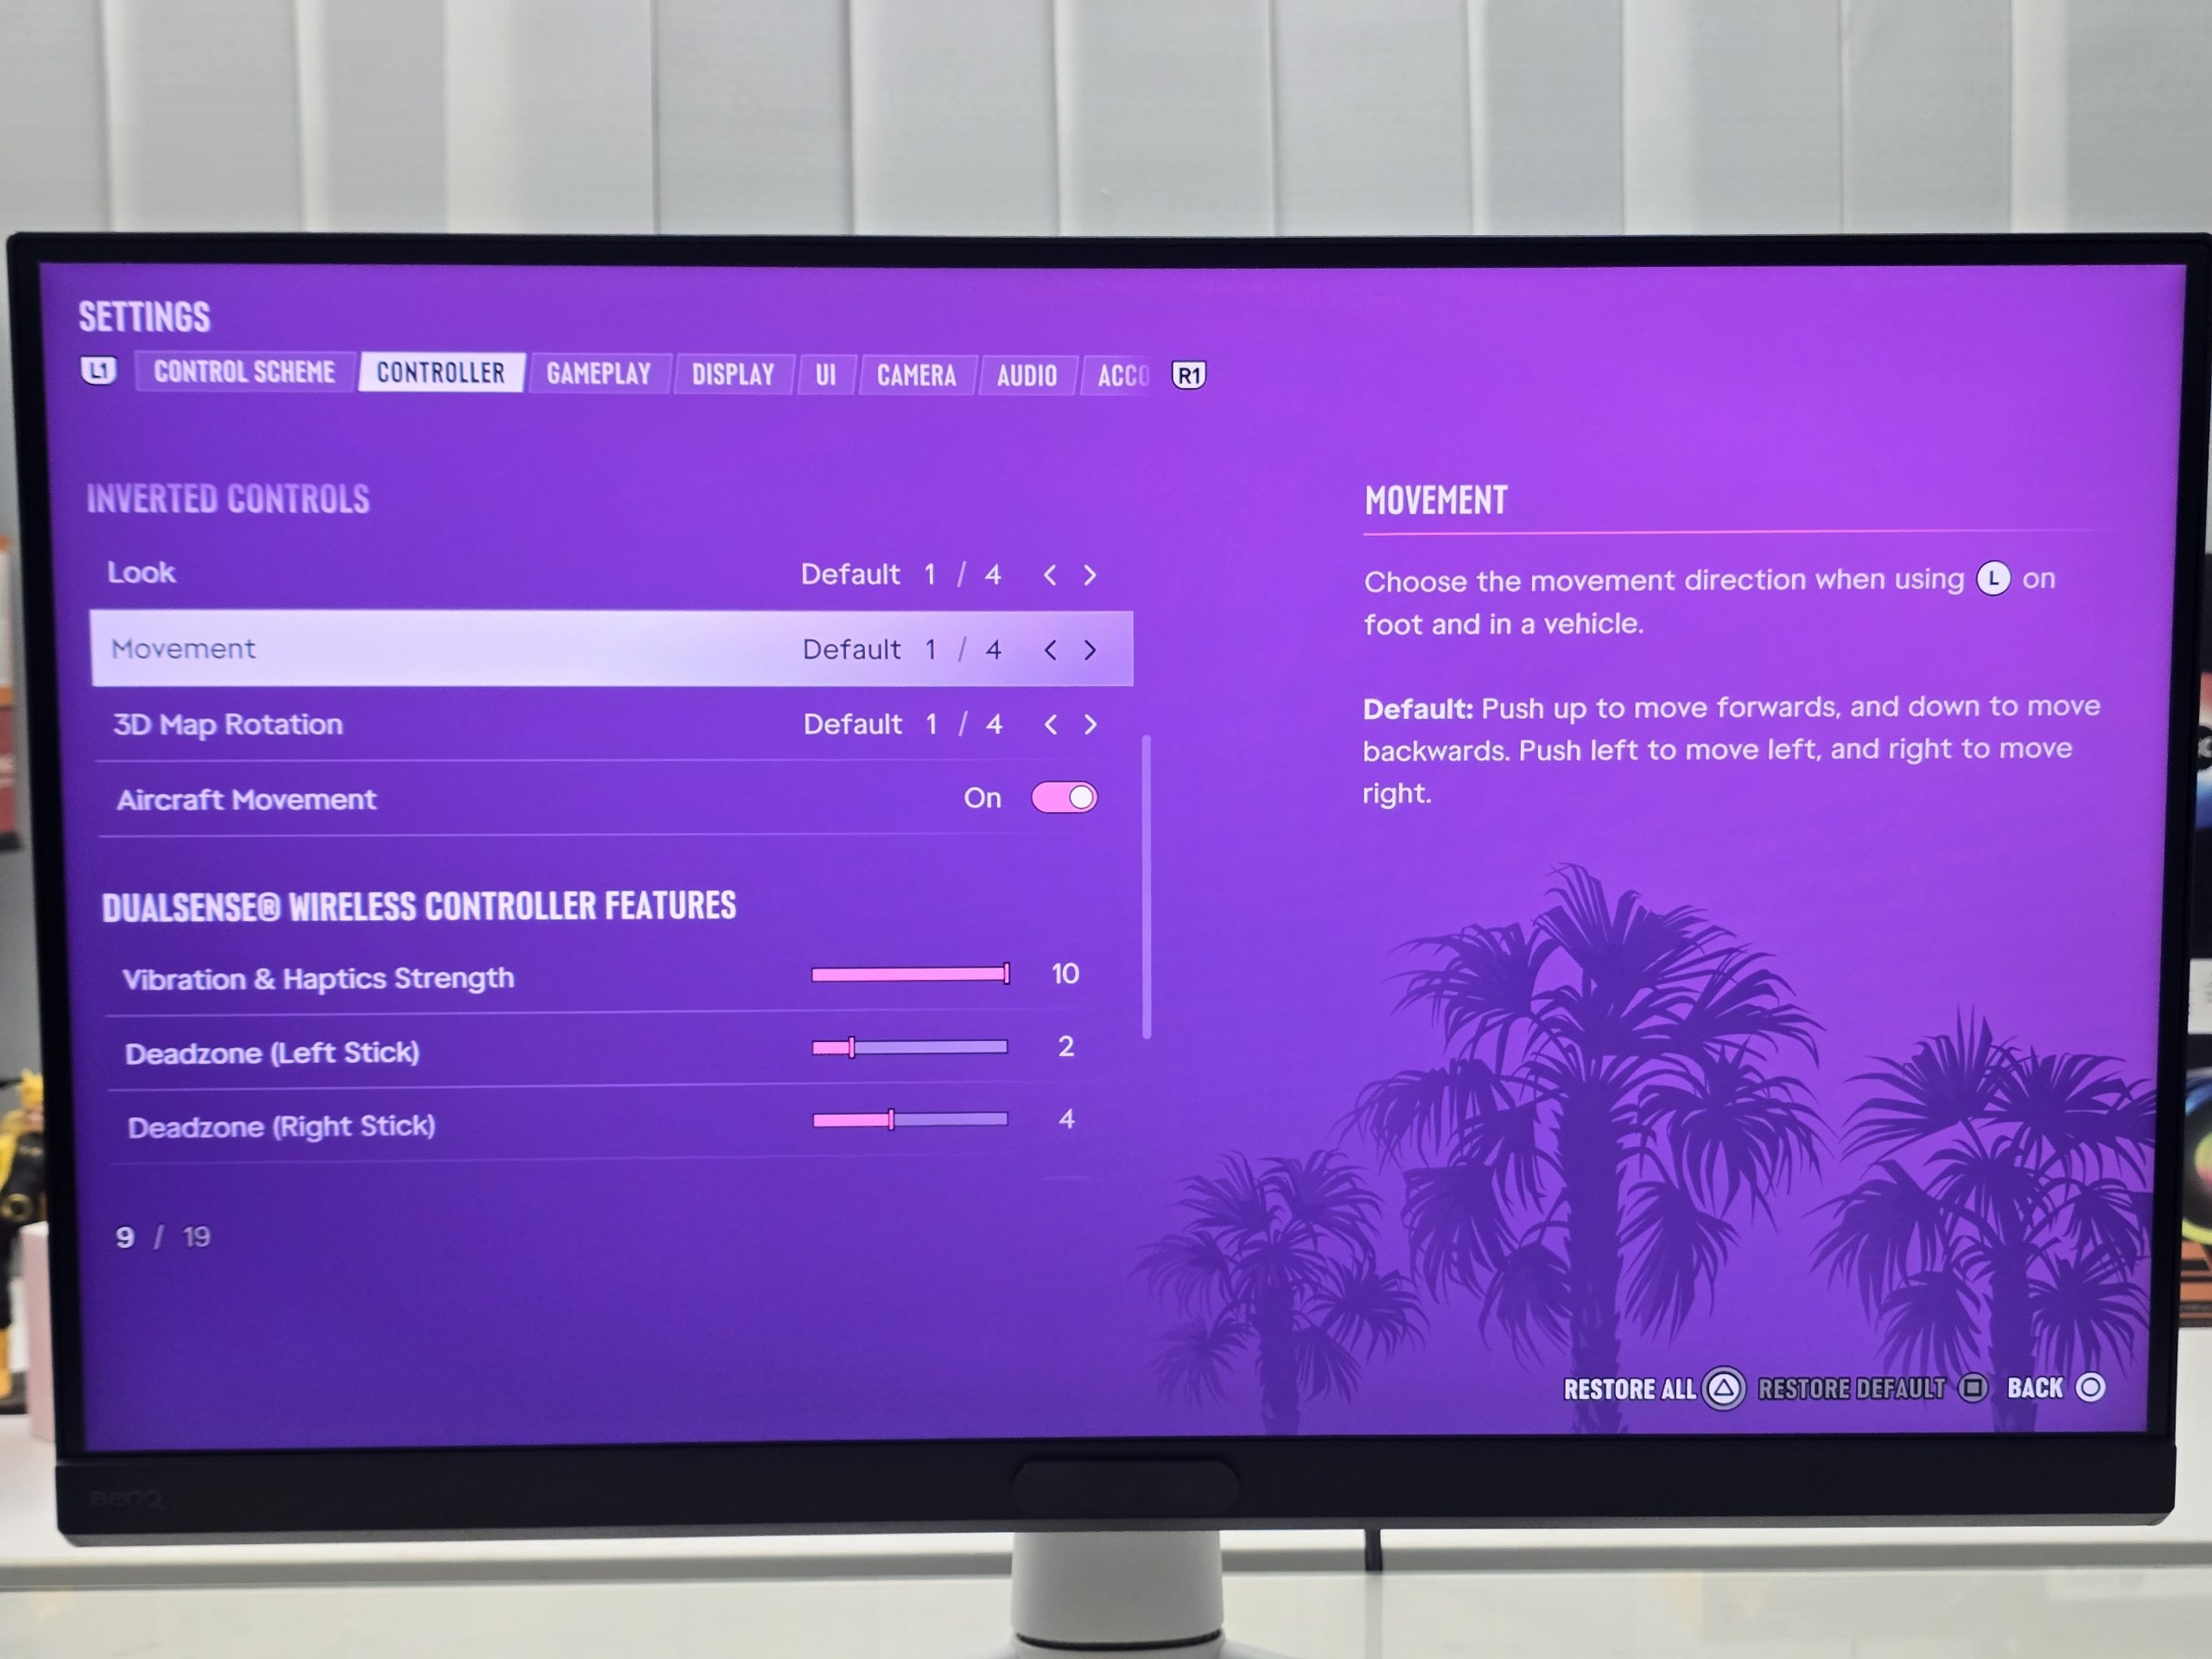 SETTINGS
L1 CONTROL SCHEME CONTROLLER GAMEPLAY DISPLAY UI CAMERA AUDIO ACCO R1
INVERTED CONTROLS
Look Default 1 / 4
Movement Default 1 / 4
3D Map Rotation Default 1 / 4
Aircraft Movement On
DUALSENSE® WIRELESS CONTROLLER FEATURES
Vibration & Haptics Strength 10
Deadzone (Left Stick) 2
Deadzone (Right Stick) 4
9 / 19
MOVEMENT
Choose the movement direction when using L on
foot and in a vehicle.
Default: Push up to move forwards, and down to move
backwards. Push left to move left, and right to move
right.
RESTORE ALL RESTORE DEFAULT BACK
BenQ